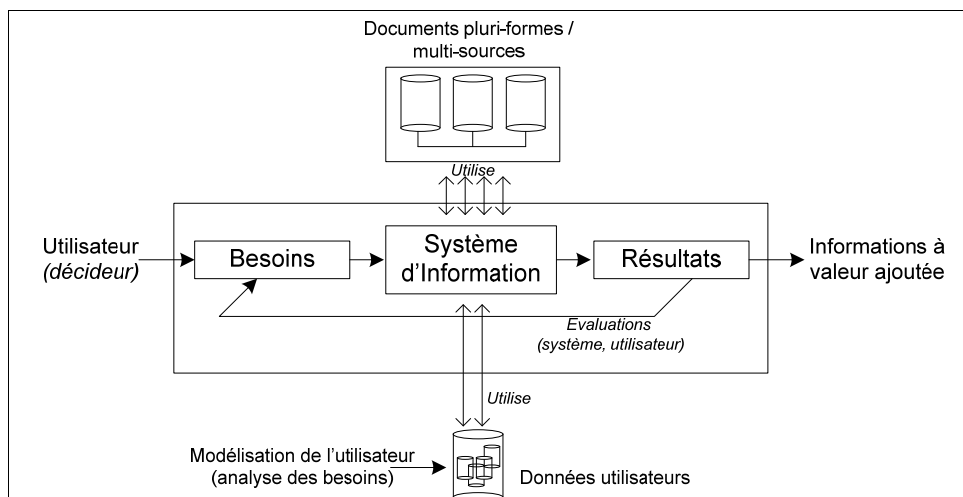 Documents pluri-formes /
multi-sources
Utilise
Utilisateur
(décideur)
Besoins
Système
d'Information
Résultats
Informations à
valeur ajoutée
Evaluations
(système, utilisateur)
Utilise
Modélisation de l'utilisateur
(analyse des besoins)
Données utilisateurs